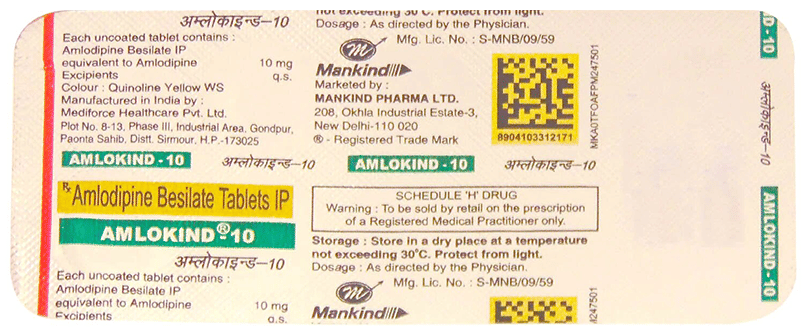 अम्लोकाइन्ड–10
Each uncoated tablet contains :
Amlodipine Besilate IP
equivalent to Amlodipine 10 mg
Excipients q.s.
Colour : Quinoline Yellow WS
Manufactured in India by :
Mediforce Healthcare Pvt. Ltd.
Plot No. 8-13, Phase III, Industrial Area, Gondpur,
Paonta Sahib, Distt. Sirmour, H.P.-173025
AMLOKIND - 10 अम्लोकाइन्ड–10
Rx Amlodipine Besilate Tablets IP
AMLOKIND®-10
अम्लोकाइन्ड–10
Each uncoated tablet contains :
Amlodipine Besilate IP
equivalent to Amlodipine 10 mg
Excipients q.s.
not exceeding 30°C. Protect from light.
Dosage : As directed by the Physician.
m Mfg. Lic. No. : S-MNB/09/59
Mankind
Marketed by :
MANKIND PHARMA LTD.
208, Okhla Industrial Estate-3,
New Delhi-110 020
® - Registered Trade Mark
8904103312171
MKA0TFOAFPM247501
AMLOKIND - 10 अम्लोकाइन्ड–10
SCHEDULE 'H' DRUG
Warning : To be sold by retail on the prescription
of a Registered Medical Practitioner only.
Storage : Store in a dry place at a temperature
not exceeding 30°C. Protect from light.
Dosage : As directed by the Physician.
m Mfg. Lic. No. : S-MNB/09/59
Mankind
247501
D-10
अम्लोकाइन्ड–10
AMLOKIND-10